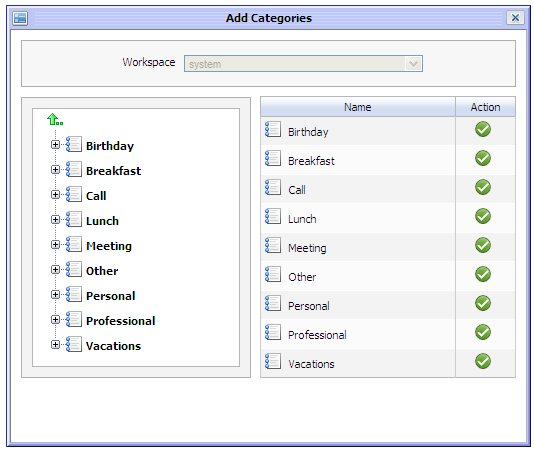 Add Categories
Workspace system
Birthday
Breakfast
Call
Lunch
Meeting
Other
Personal
Professional
Vacations
Name Action
Birthday
Breakfast
Call
Lunch
Meeting
Other
Personal
Professional
Vacations